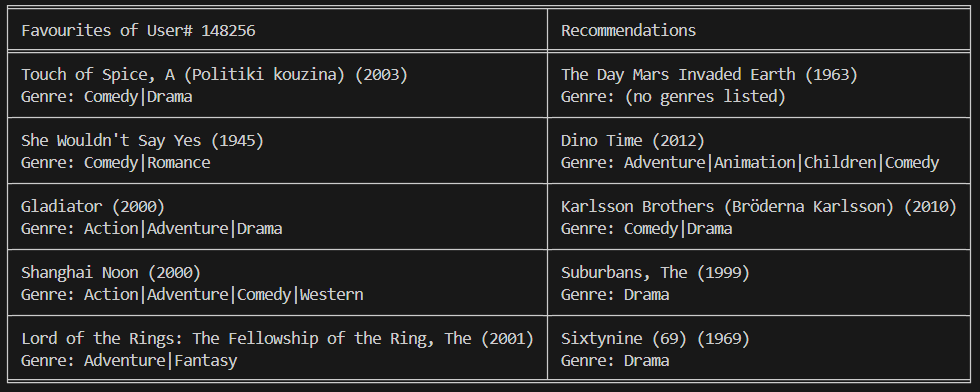 Favourites of User# 148256
Recommendations
Touch of Spice, A (Politiki kouzina) (2003)
Genre: Comedy|Drama
The Day Mars Invaded Earth (1963)
Genre: (no genres listed)
She Wouldn't Say Yes (1945)
Genre: Comedy|Romance
Dino Time (2012)
Genre: Adventure|Animation|Children|Comedy
Gladiator (2000)
Genre: Action|Adventure|Drama
Karlsson Brothers (Bröderna Karlsson) (2010)
Genre: Comedy|Drama
Shanghai Noon (2000)
Genre: Action|Adventure|Comedy|Western
Suburbans, The (1999)
Genre: Drama
Lord of the Rings: The Fellowship of the Ring, The (2001)
Genre: Adventure|Fantasy
Sixtynine (69) (1969)
Genre: Drama